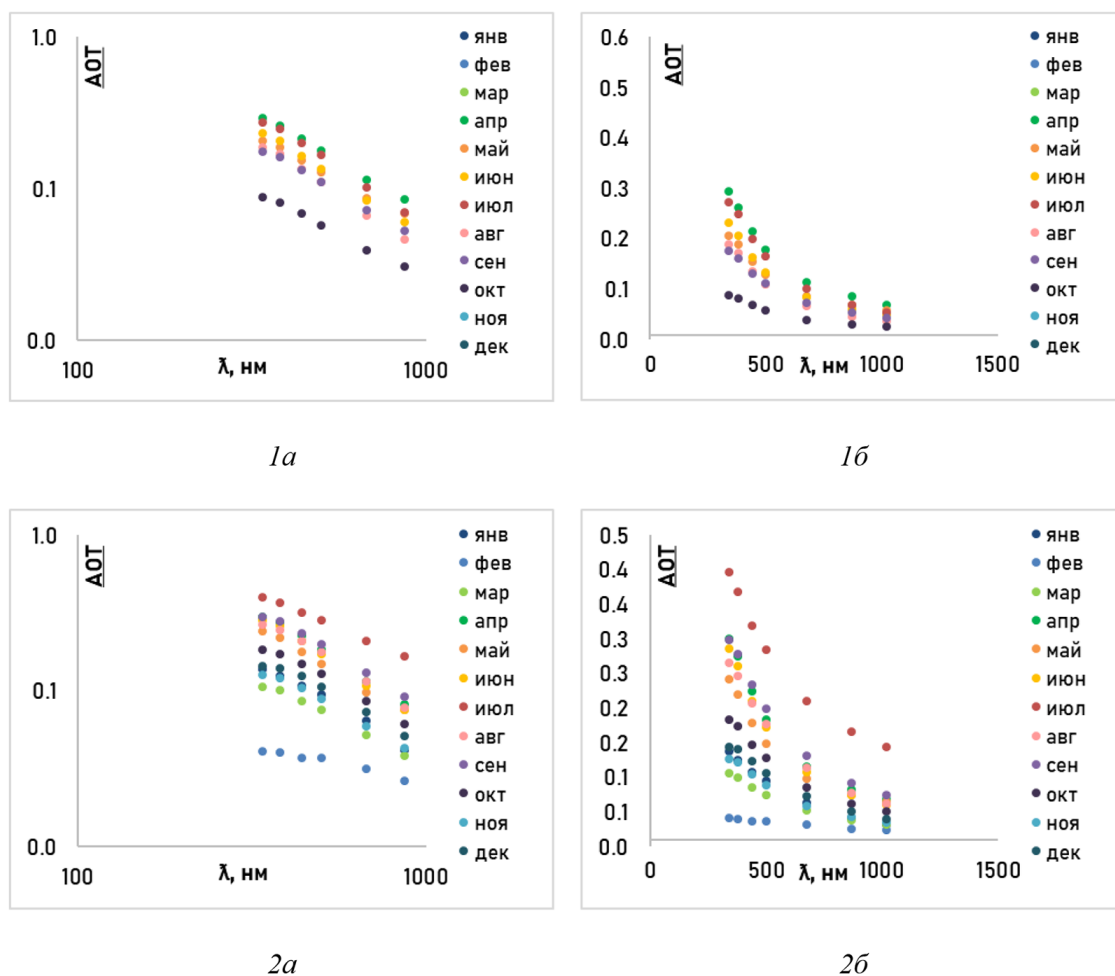 1.0
0.1
0.0
АОТ
100
1000
λ, нм
янв
фев
мар
апр
май
июн
июл
авг
сен
окт
ноя
дек
1а
0.6
0.5
0.4
0.3
0.2
0.1
0.0
АОТ
0
500
1000
1500
λ, нм
янв
фев
мар
апр
май
июн
июл
авг
сен
окт
ноя
дек
1б
1.0
0.1
0.0
АОТ
100
1000
λ, нм
янв
фев
мар
апр
май
июн
июл
авг
сен
окт
ноя
дек
2а
0.5
0.4
0.4
0.3
0.3
0.2
0.2
0.1
0.1
0.0
АОТ
0
500
1000
1500
λ, нм
янв
фев
мар
апр
май
июн
июл
авг
сен
окт
ноя
дек
2б